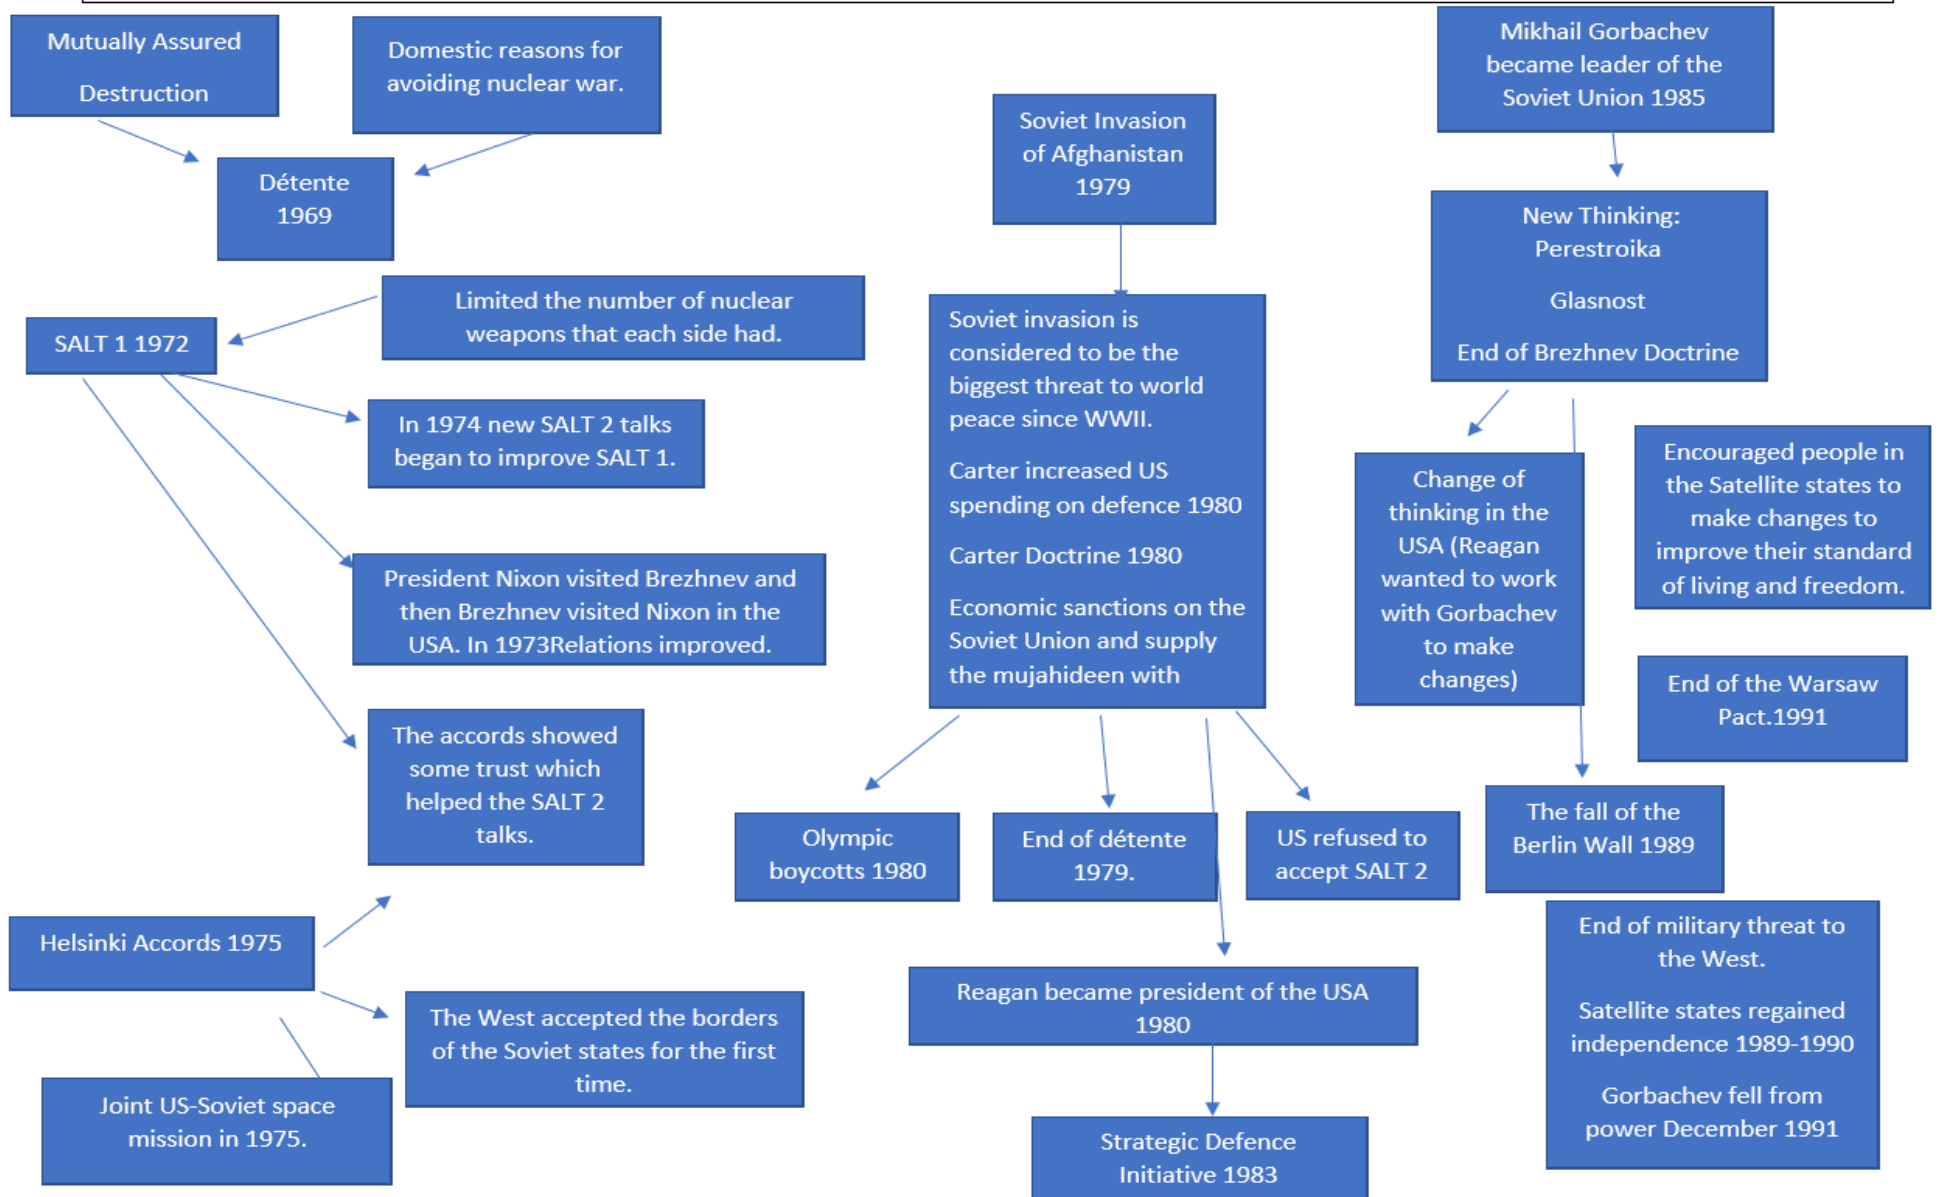 Mutually Assured
Destruction
Domestic reasons for
avoiding nuclear war.
Détente
1969
Limited the number of nuclear
weapons that each side had.
SALT 1 1972
In 1974 new SALT 2 talks
began to improve SALT 1.
President Nixon visited Brezhnev and
then Brezhnev visited Nixon in the
USA. In 1973Relations improved.
The accords showed
some trust which
helped the SALT 2
talks.
Helsinki Accords 1975
The West accepted the borders
of the Soviet states for the first
time.
Joint US-Soviet space
mission in 1975.
Soviet Invasion
of Afghanistan
1979
Soviet invasion is
considered to be the
biggest threat to world
peace since WWII.
Carter increased US
spending on defence 1980
Carter Doctrine 1980
Economic sanctions on the
Soviet Union and supply
the mujahideen with
Olympic
boycotts 1980
End of détente
1979.
US refused to
accept SALT 2
Reagan became president of the USA
1980
Strategic Defence
Initiative 1983
Mikhail Gorbachev
became leader of the
Soviet Union 1985
New Thinking:
Perestroika
Glasnost
End of Brezhnev Doctrine
Change of
thinking in the
USA (Reagan
wanted to work
with Gorbachev
to make
changes)
Encouraged people in
the Satellite states to
make changes to
improve their standard
of living and freedom.
End of the Warsaw
Pact.1991
The fall of the
Berlin Wall 1989
End of military threat to
the West.
Satellite states regained
independence 1989-1990
Gorbachev fell from
power December 1991